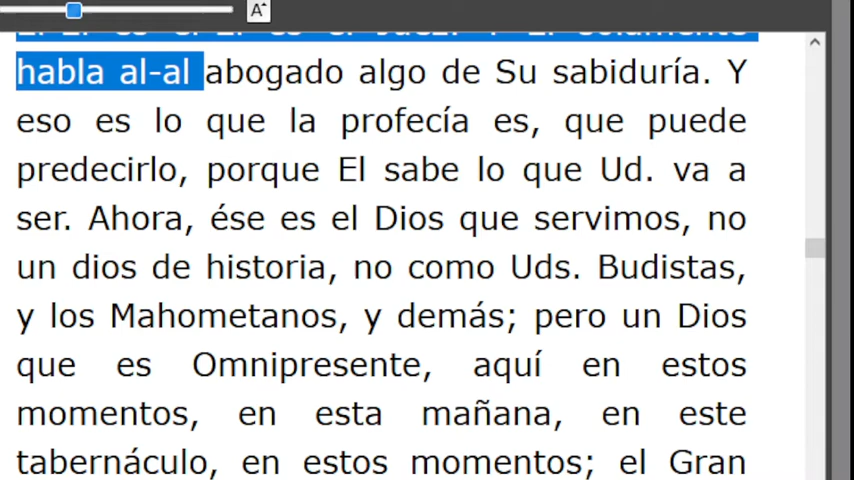 A
habla al-al abogado algo de Su sabiduría. Y
eso es lo que la profecía es, que puede
predecirlo, porque El sabe lo que Ud. va a
ser. Ahora, ése es el Dios que servimos, no
un dios de historia, no como Uds. Budistas,
y los Mahometanos, y demás; pero un Dios
que es Omnipresente, aquí en estos
momentos, en esta mañana, en este
tabernáculo, en estos momentos; el Gran